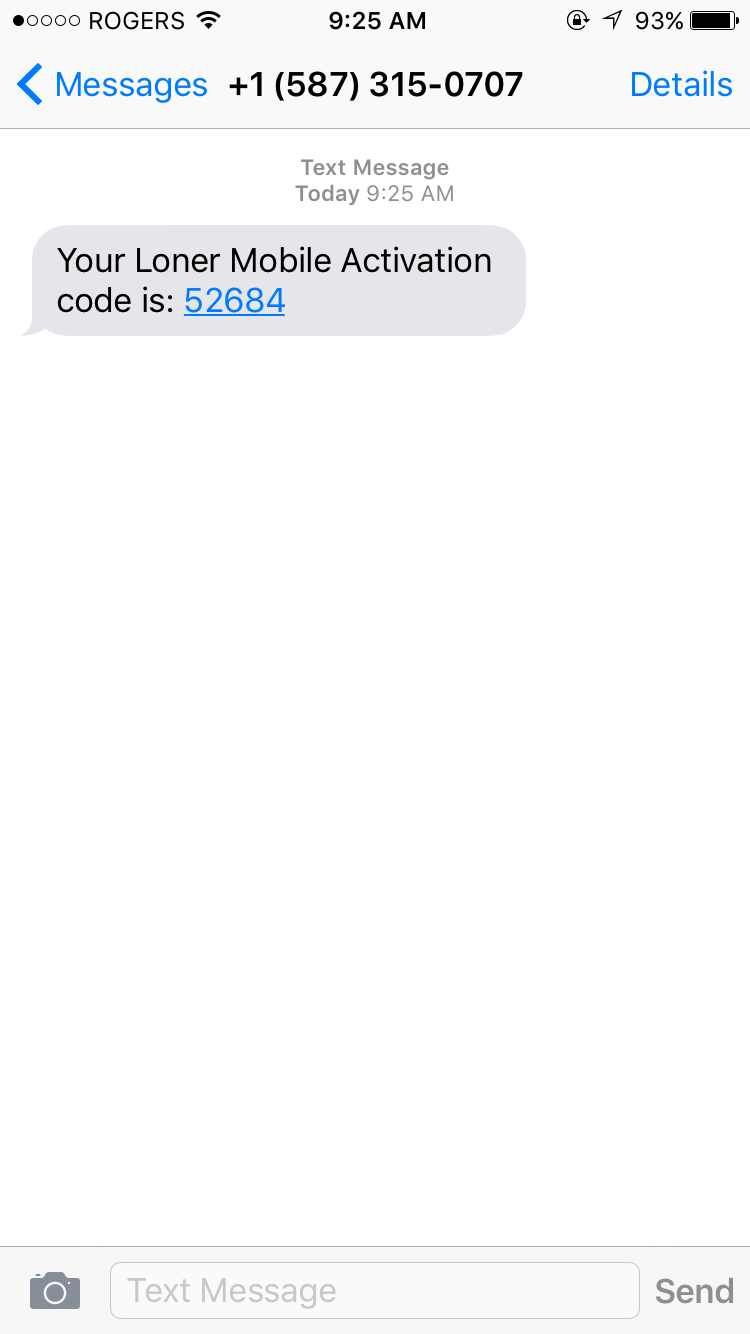 ROGERS 9:25 AM 93%
Messages +1 (587) 315-0707 Details
Text Message
Today 9:25 AM
Your Loner Mobile Activation
code is: 52684
Text Message Send